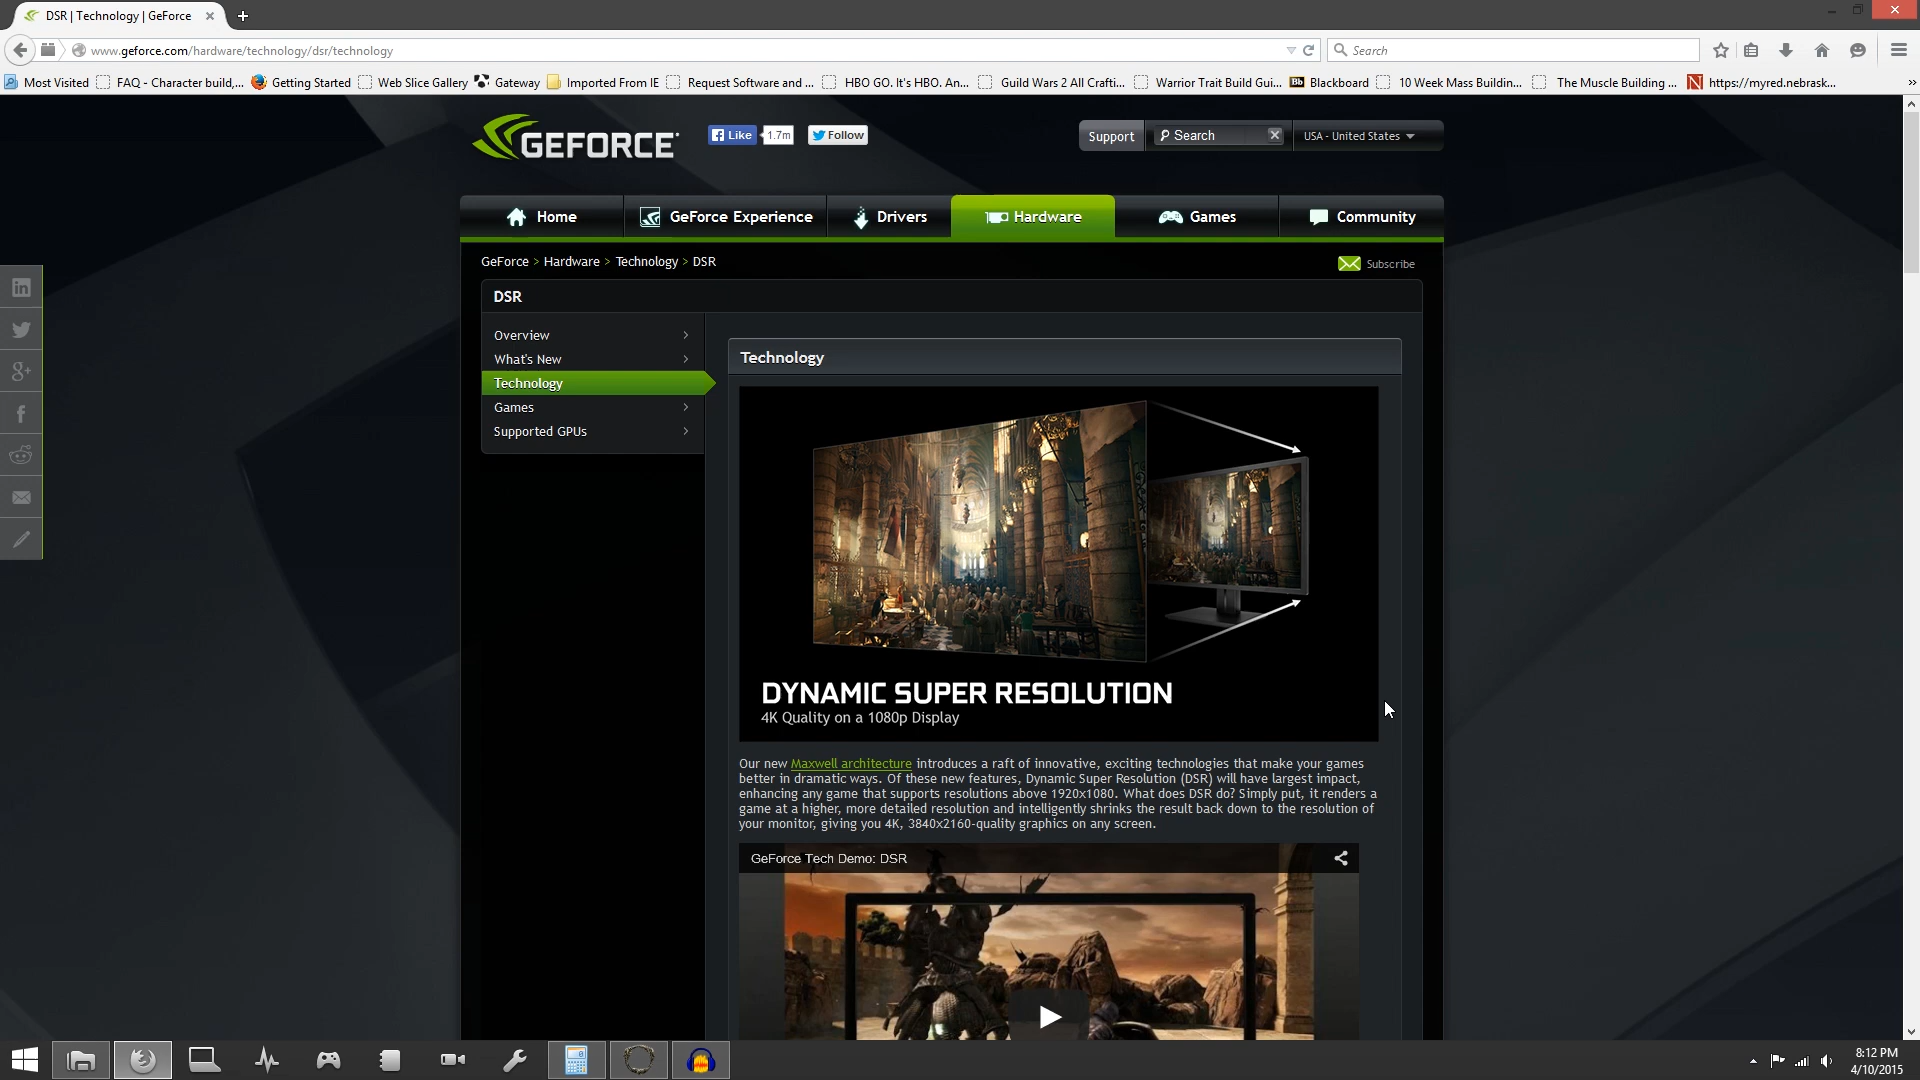 DSR | Technology | GeForce
www.geforce.com/hardware/technology/dsr/technology
Search
Most Visited
FAQ - Character build,...
Getting Started
Web Slice Gallery
Gateway
Imported From IE
Request Software and ...
HBO GO. It's HBO. An...
Guild Wars 2 All Crafti...
Warrior Trait Build Gui...
Bb
Blackboard
10 Week Mass Buildin...
The Muscle Building ...
N
https://myred.nebrask...
GEFORCE
Like
1.7m
Follow
Support
Search
USA - United States
Home
GeForce Experience
Drivers
Hardware
Games
Community
GeForce > Hardware > Technology > DSR
Subscribe
DSR
Overview
What's New
Technology
Games
Supported GPUs
Technology
DYNAMIC SUPER RESOLUTION
4K Quality on a 1080p Display
Our new Maxwell architecture introduces a raft of innovative, exciting technologies that make your games
better in dramatic ways. Of these new features, Dynamic Super Resolution (DSR) will have largest impact,
enhancing any game that supports resolutions above 1920x1080. What does DSR do? Simply put, it renders a
game at a higher, more detailed resolution and intelligently shrinks the result back down to the resolution of
your monitor, giving you 4K, 3840x2160-quality graphics on any screen.
GeForce Tech Demo: DSR
8:12 PM
4/10/2015